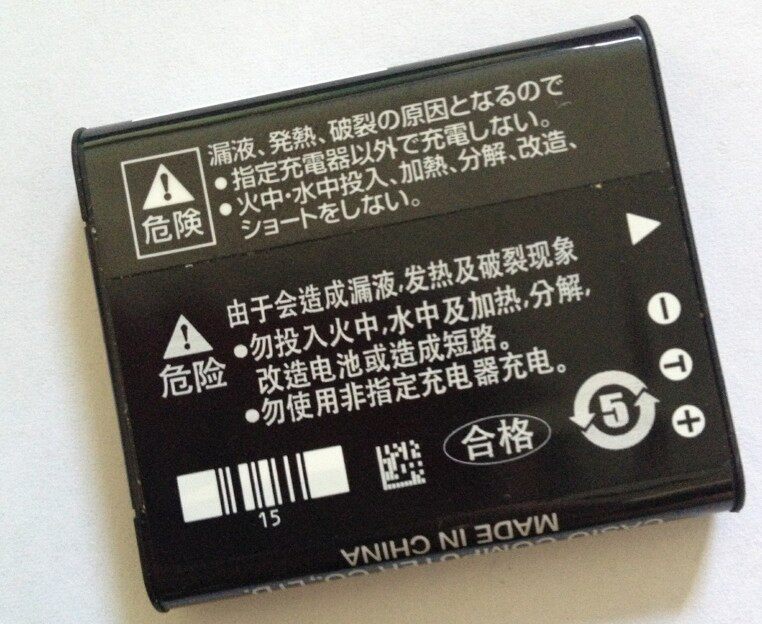 漏液、発熱、破裂の原因となるので
●指定充電器以外で充電しない。
●火中・水中投入、加熱、分解、改造、
ショートをしない。
危険
由于会造成漏液,发热及破裂现象
●勿投入火中,水中及加热,分解,
改造电池或造成短路。
●勿使用非指定充电器充电。
危险
－
T
＋
5
合格
15
MADE IN CHINA
CASIO COMPUTER CO.,LTD.